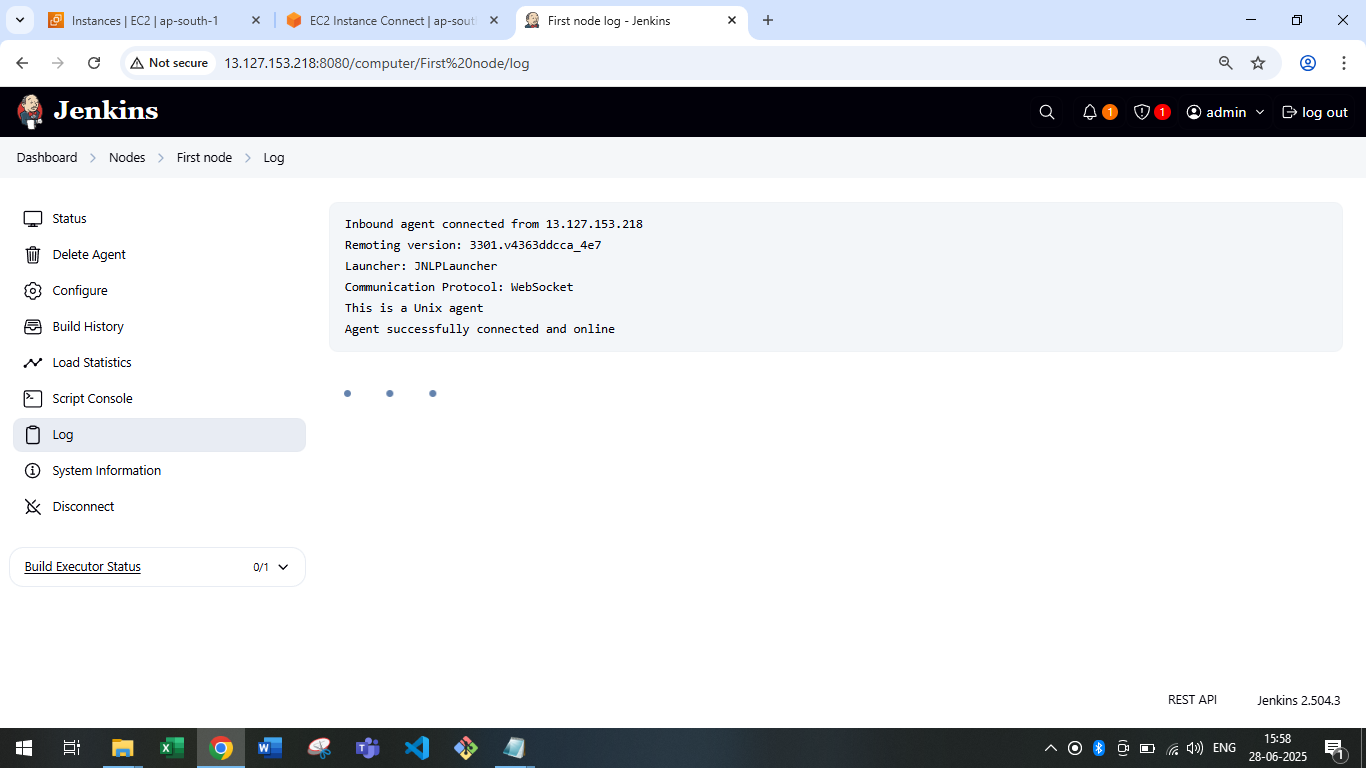 Instances | EC2 | ap-south-1
EC2 Instance Connect | ap-sout
First node log - Jenkins
Not secure
13.127.153.218:8080/computer/First%20node/log
Jenkins
1
1
admin
log out
Dashboard
Nodes
First node
Log
Status
Delete Agent
Configure
Build History
Load Statistics
Script Console
Log
System Information
Disconnect
Build Executor Status
0/1
Inbound agent connected from 13.127.153.218
Remoting version: 3301.v4363ddcca_4e7
Launcher: JNLPLauncher
Communication Protocol: WebSocket
This is a Unix agent
Agent successfully connected and online
REST API
Jenkins 2.504.3
ENG
15:58
28-06-2025
1